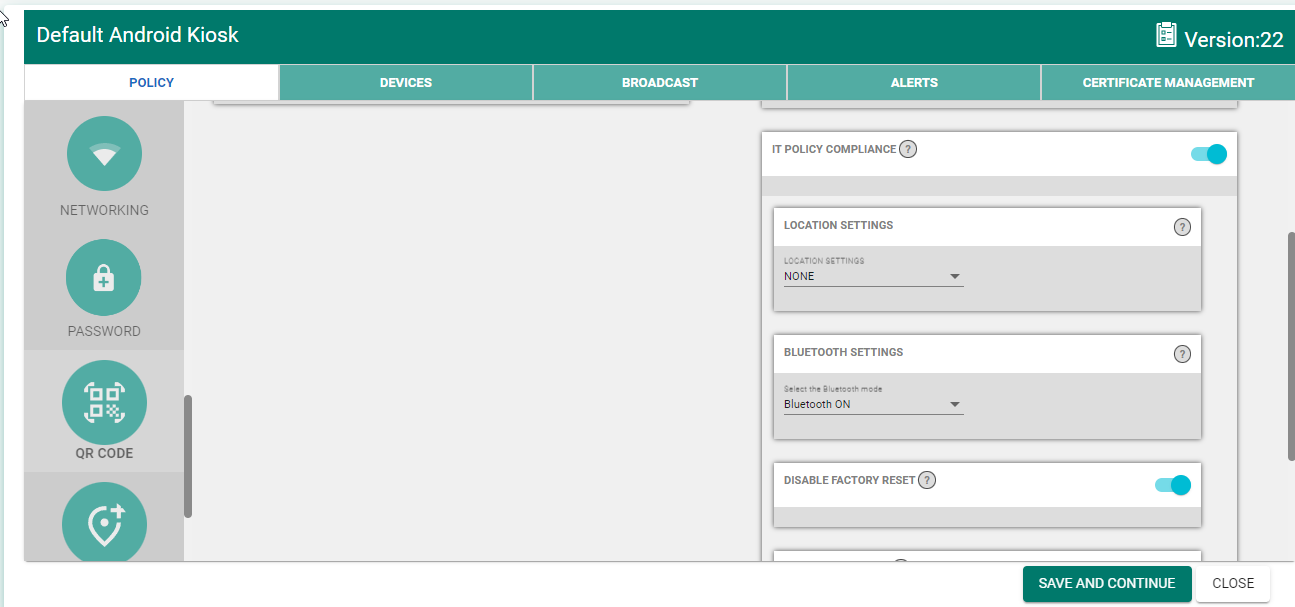 Default Android Kiosk
Version:22
POLICY
DEVICES
BROADCAST
ALERTS
CERTIFICATE MANAGEMENT
NETWORKING
PASSWORD
QR CODE
IT POLICY COMPLIANCE ?
LOCATION SETTINGS ?
LOCATION SETTINGS
NONE
BLUETOOTH SETTINGS ?
Select the Bluetooth mode
Bluetooth ON
DISABLE FACTORY RESET ?
SAVE AND CONTINUE
CLOSE